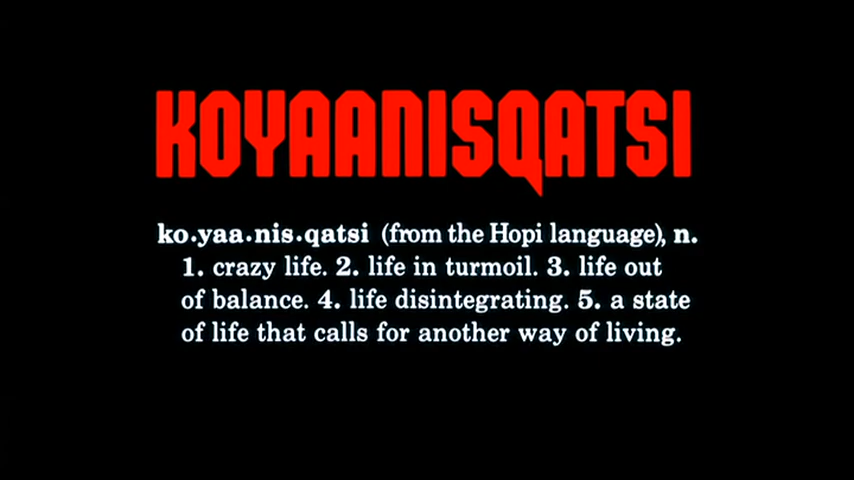 KOYAANISQATSI
ko.yaa.nis.qatsi (from the Hopi language), n.
1. crazy life. 2. life in turmoil. 3. life out
of balance. 4. life disintegrating. 5. a state
of life that calls for another way of living.